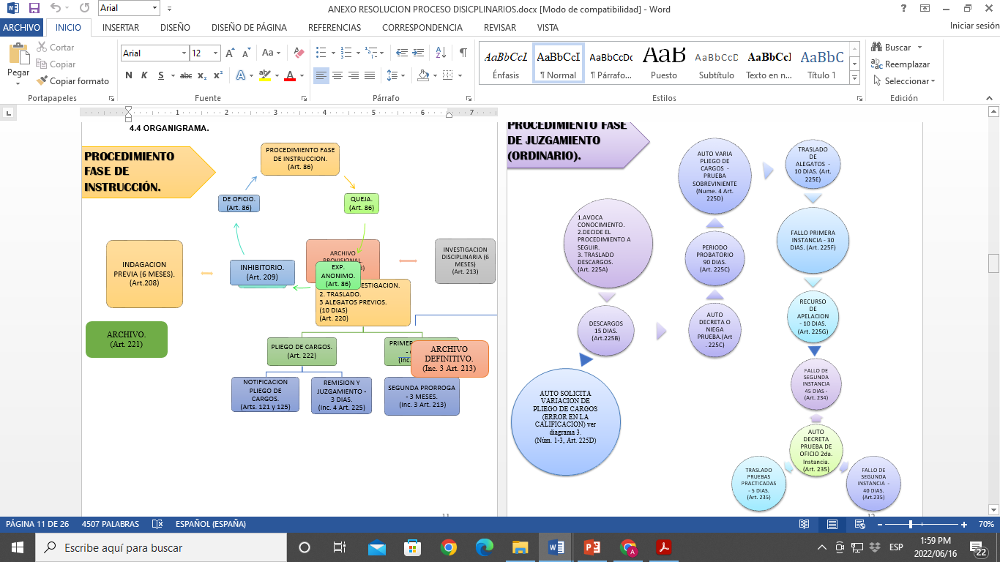 ANEXO RESOLUCION PROCESO DISICPLINARIOS.docx [Modo de compatibilidad] - Word
Arial
ARCHIVO
INICIO
INSERTAR
DISEÑO
DISEÑO DE PÁGINA
REFERENCIAS
CORRESPONDENCIA
REVISAR
VISTA
Iniciar sesión
Pegar
Cortar
Copiar
Copiar formato
Portapapeles
Arial
12
Aa
N K S abc x₂ x²
A
Fuente
Párrafo
AaBbCcI
Énfasis
AaBbCcI
¶ Normal
AaBbCcDc
¶ Párrafo...
AaB
Puesto
AaBbCcD
Subtítulo
AaBbCcl
Texto en n...
AaBbC
Título 1
Estilos
Buscar
Reemplazar
Seleccionar
Edición
1 2 3 4 5 6 7
4.4 ORGANIGRAMA.
PROCEDIMIENTO
FASE DE
INSTRUCCIÓN.
PROCEDIMIENTO FASE
DE INSTRUCCION.
(Art. 86)
DE OFICIO.
(Art. 86)
QUEJA.
(Art. 86)
INDAGACION
PREVIA (6 MESES).
(Art.208)
INHIBITORIO.
(Art. 209)
ARCHIVO
PROVISIONAL.
EXP.
ANONIMO.
(Art. 86)
INVESTIGACION
DISCIPLINARIA (6
MESES)
(Art. 213)
2. TRASLADO.
3 ALEGATOS PREVIOS.
(10 DIAS)
(Art. 220)
ARCHIVO.
(Art. 221)
PLIEGO DE CARGOS.
(Art. 222)
ARCHIVO
DEFINITIVO.
(Inc. 3 Art. 213)
NOTIFICACION
PLIEGO DE
CARGOS.
(Arts. 121 y 125)
REMISION Y
JUZGAMIENTO -
3 DIAS.
(Inc. 4 Art. 225)
SEGUNDA PRORROGA
- 3 MESES.
(Inc. 3 Art. 213)
PROCEDIMIENTO FASE
DE JUZGAMIENTO
(ORDINARIO).
1.AVOCA
CONOCIMIENTO.
2.DECIDE EL
PROCEDIMIENTO A
SEGUIR.
3. TRASLADO
DESCARGOS.
(Art. 225A)
DESCARGOS
15 DIAS.
(Art.225B)
AUTO SOLICITA
VARIACION DE
PLIEGO DE CARGOS
(ERROR EN LA
CALIFICACION) ver
diagrama 3.
(Núm. 1-3, Art. 225D)
AUTO VARIA
PLIEGO DE
CARGOS -
PRUEBA
SOBREVINIENTE
(Nume. 4 Art.
225D)
PERIODO
PROBATORIO
90 DIAS.
(Art. 225C)
AUTO
DECRETA O
NIEGA
PRUEBA.(Art
. 225C)
TRASLADO
DE
ALEGATOS -
10 DIAS. (Art.
225E)
FALLO PRIMERA
INSTANCIA - 30
DIAS. (Art. 225F)
RECURSO
DE
APELACION
- 10 DIAS.
(Art. 225G)
FALLO DE
SEGUNDA
INSTANCIA
45 DIAS -
(Art. 234)
AUTO
DECRETA
PRUEBA DE
OFICIO 2da.
Instancia.
(Art. 235)
TRASLADO
PRUEBAS
PRACTICADAS
- 5 DIAS.
(Art. 235)
FALLO DE
SEGUNDA
INSTANCIA -
40 DIAS.
(Art.235)
PÁGINA 11 DE 26
4507 PALABRAS
ESPAÑOL (ESPAÑA)
70%
Escribe aquí para buscar
ESP
1:59 PM
2022/06/16
22